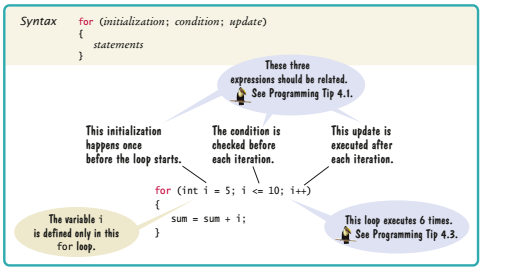 Syntax for (initialization; condition; update)
{
statements
}
These three
expressions should be related.
See Programming Tip 4.1.
This initialization
happens once
before the loop starts.
The condition is
checked before
each iteration.
This update is
executed after
each iteration.
for (int i = 5; i <= 10; i++)
{
sum = sum + i;
}
The variable i
is defined only in this
for loop.
This loop executes 6 times.
See Programming Tip 4.3.